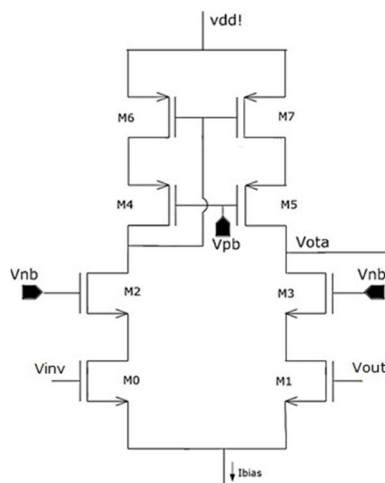 vdd!
M6 M7
M4 M5
Vpb
Vota
Vnb Vnb
M2 M3
Vinv Vout
M0 M1
Ibias